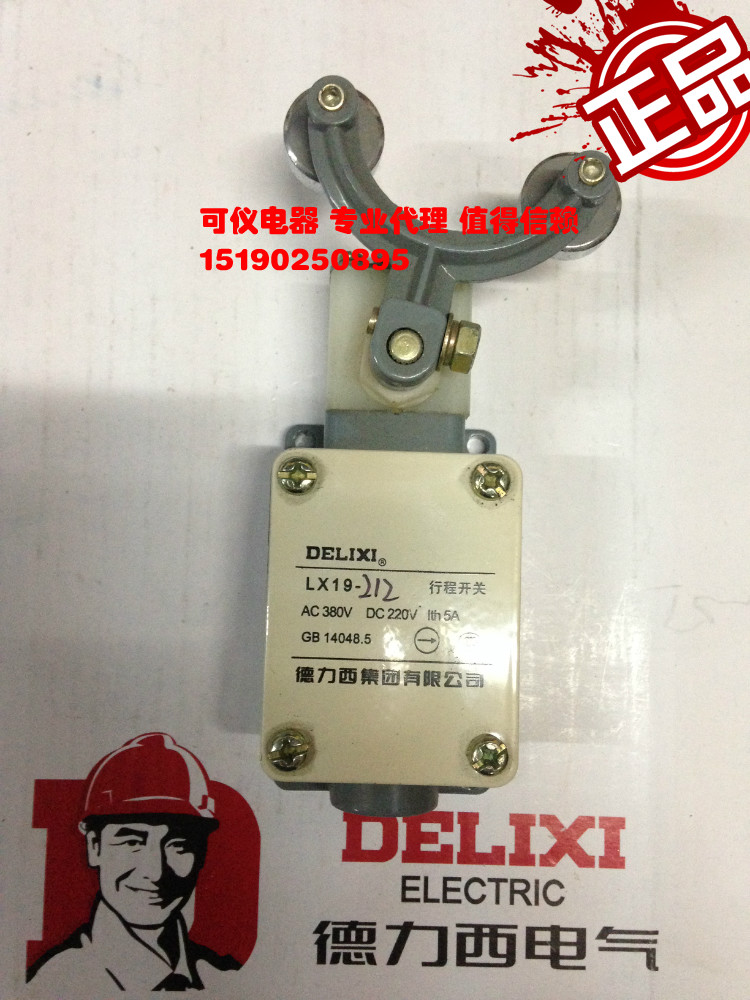 正品
可仪电器 专业代理 值得信赖
15190250895
DELIXI®
LX19-212 行程开关
AC 380V DC 220V Ith 5A
GB 14048.5
德力西集团有限公司
DELIXI
ELECTRIC
德力西电气